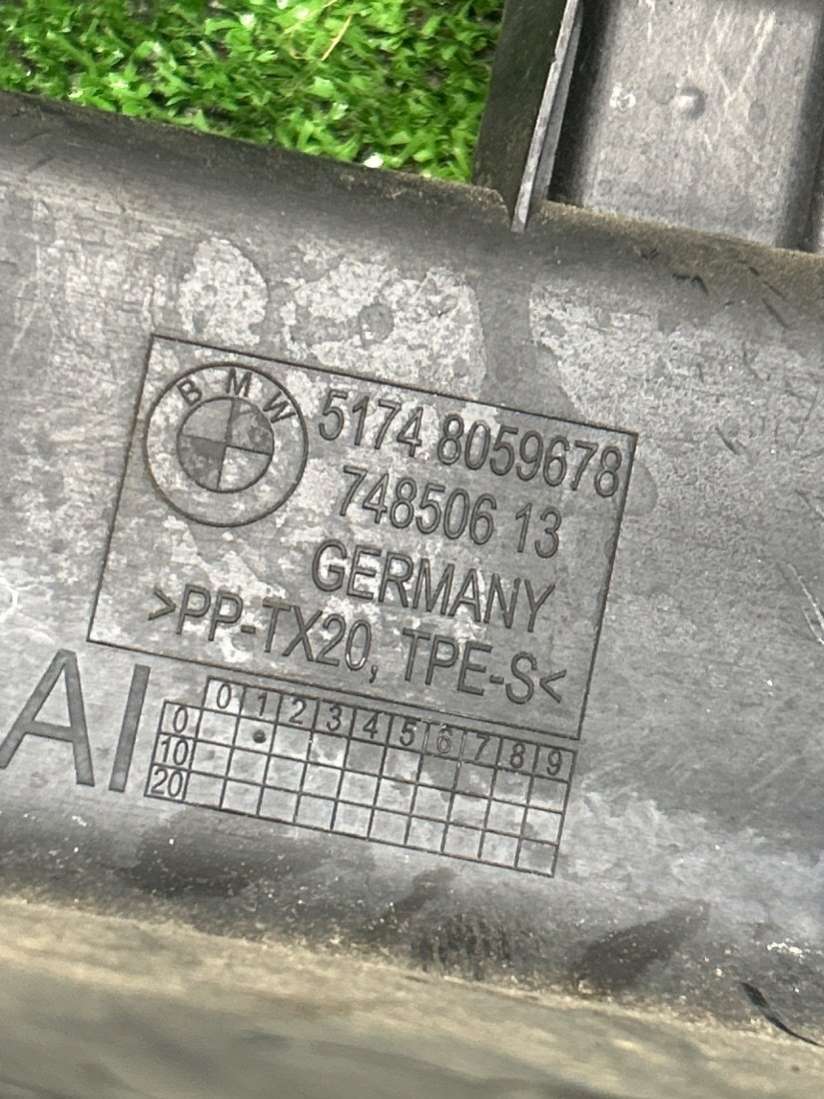 BMW
5174 8059678
748506 13
GERMANY
>PP-TX20, TPE-S<
AI
0 1 2 3 4 5 6 7 8 9
0
10
20